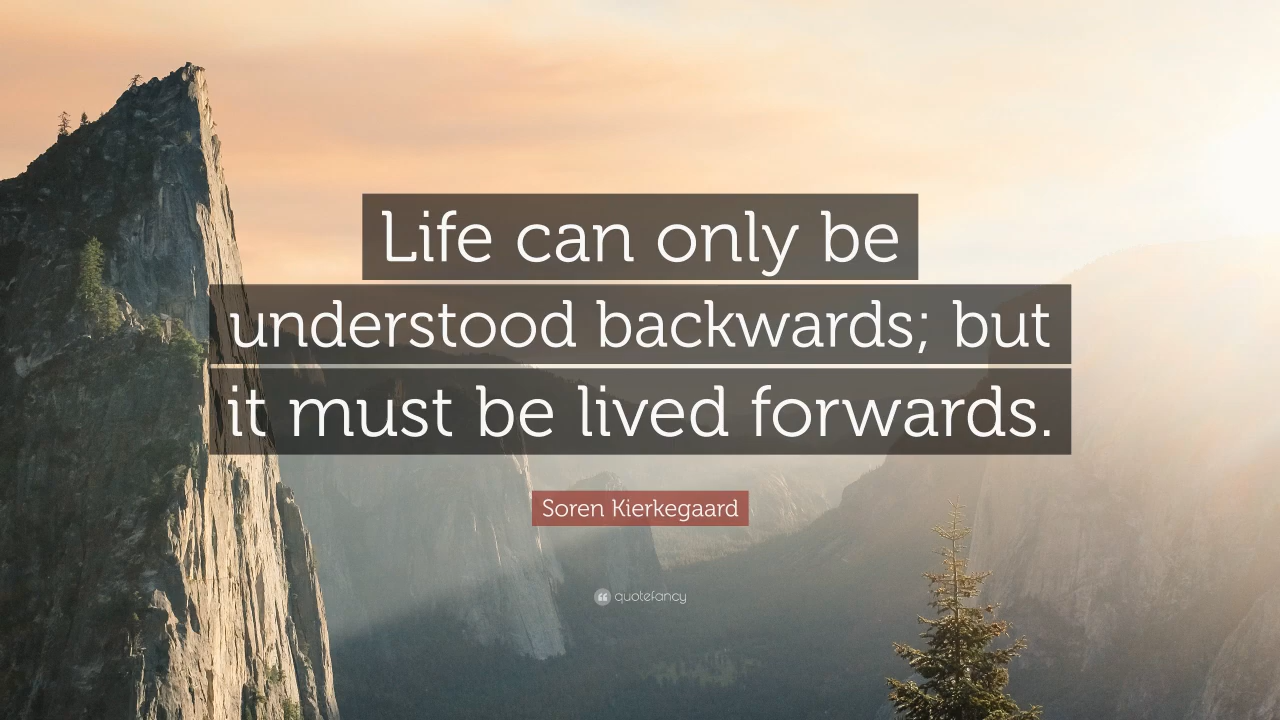 Life can only be
understood backwards; but
it must be lived forwards.
Soren Kierkegaard
quotefancy